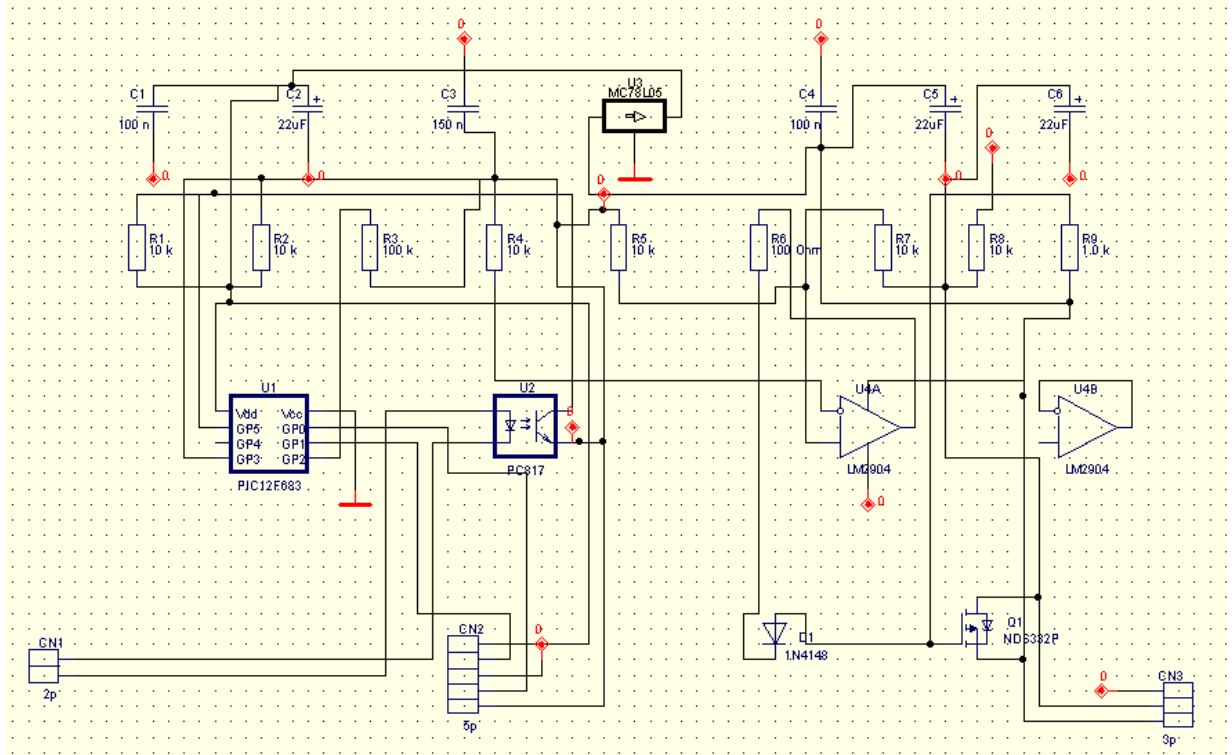 0
0
C1
100 n
C2
+
22uF
C3
150 n
U3
MC78L05
C4
100 n
C5
+
22uF
C6
+
22uF
0
0
0
0
0
0
R1
10 k
R2
10 k
R3
100 k
R4
10 k
R5
10 k
R6
100 Ohm
R7
10 k
R8
10 k
R9
1.0 k
U1
Vdd
Vcc
GP5
GP0
GP4
GP1
GP3
GP2
PIC12F683
U2
PC817
U4A
LM2904
0
U4B
LM2904
CN1
2p
CN2
5p
0
D1
1N4148
Q1
NDS332P
0
CN3
3p